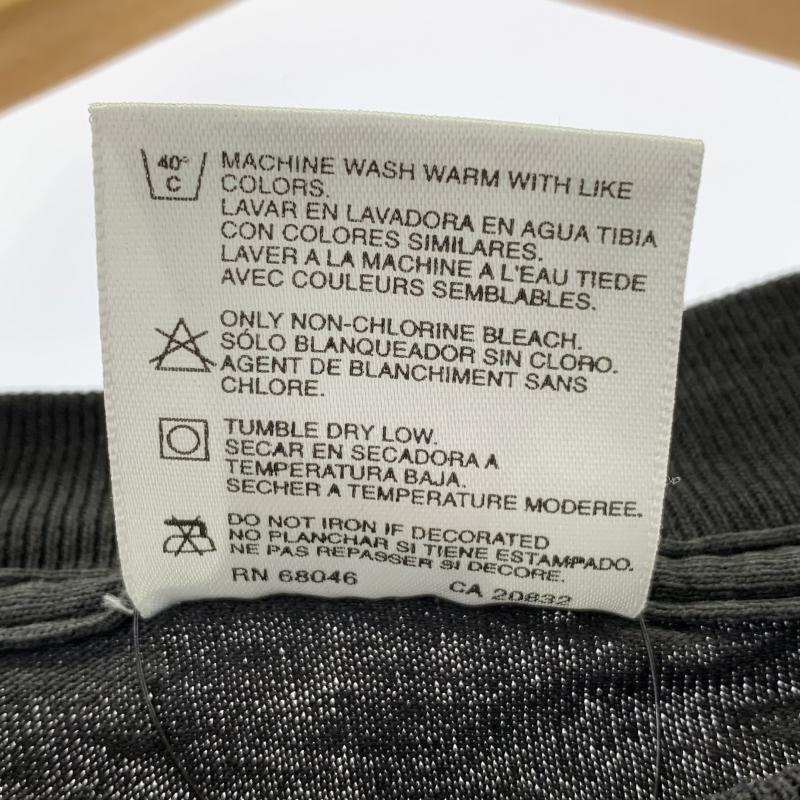 40°
C
MACHINE WASH WARM WITH LIKE
COLORS.
LAVAR EN LAVADORA EN AGUA TIBIA
CON COLORES SIMILARES.
LAVER A LA MACHINE A L'EAU TIEDE
AVEC COULEURS SEMBLABLES.
ONLY NON-CHLORINE BLEACH.
SÓLO BLANQUEADOR SIN CLORO.
AGENT DE BLANCHIMENT SANS
CHLORE.
TUMBLE DRY LOW.
SECAR EN SECADORA A
TEMPERATURA BAJA.
SECHER A TEMPERATURE MODEREE.
DO NOT IRON IF DECORATED
NO PLANCHAR SI TIENE ESTAMPADO.
NE PAS REPASSER SI DECORE.
RN 68046 CA 20832